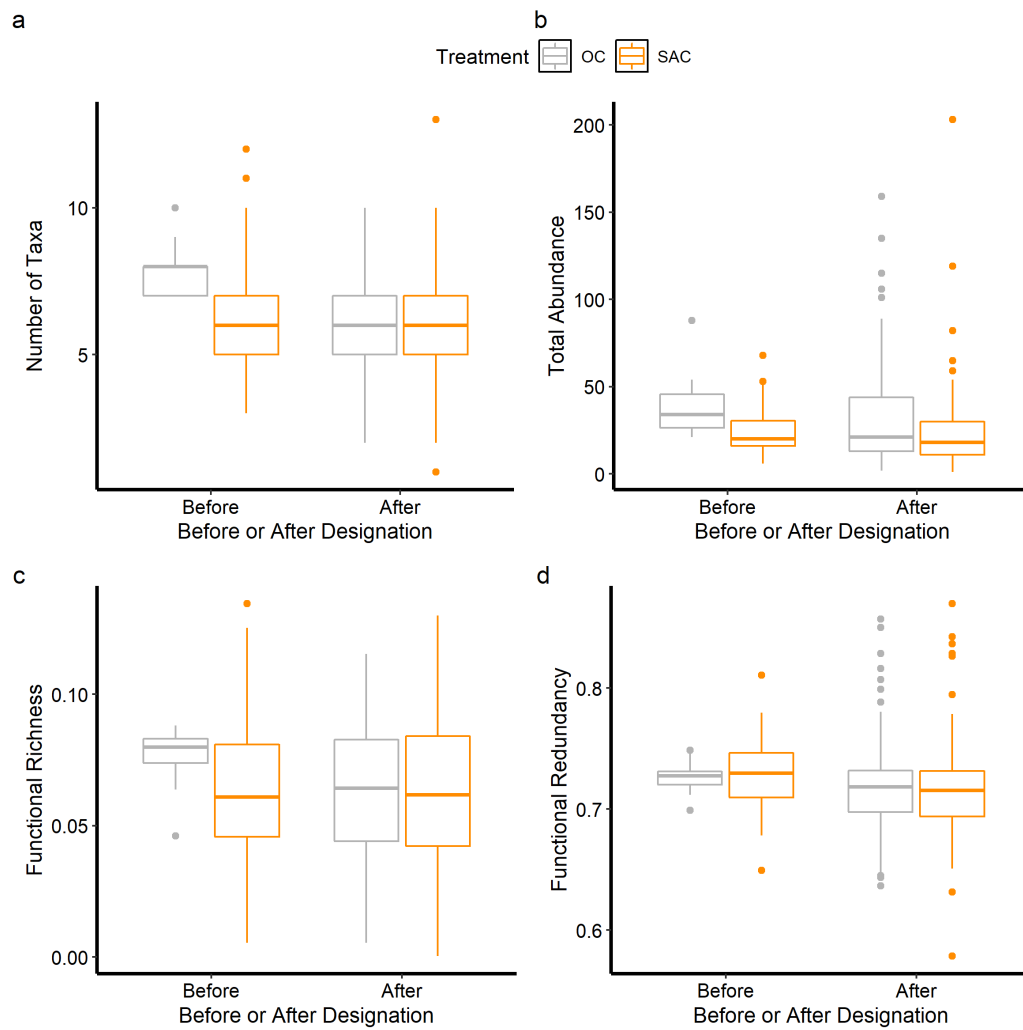 a
b
Treatment OC SAC
Number of Taxa
10
5
Before After
Before or After Designation
Total Abundance
200
150
100
50
0
Before After
Before or After Designation
c
d
Functional Richness
0.10
0.05
0.00
Before After
Before or After Designation
Functional Redundancy
0.8
0.7
0.6
Before After
Before or After Designation